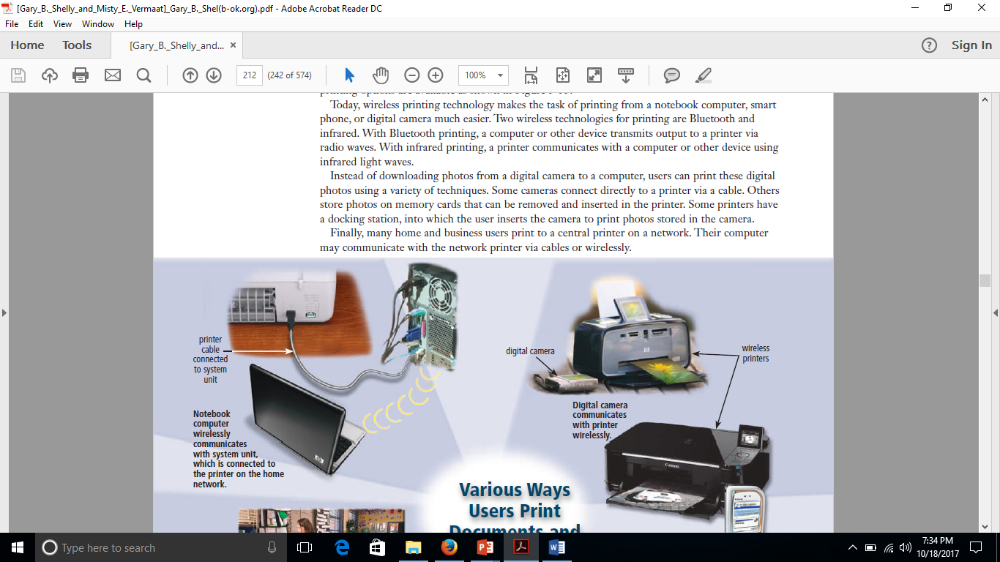 [Gary_B._Shelly_and_Misty_E._Vermaat]_Gary_B._Shel(b-ok.org).pdf - Adobe Acrobat Reader DC
File Edit View Window Help
Home Tools [Gary_B._Shelly_and... × Sign In
212 (242 of 574) 100%
Today, wireless printing technology makes the task of printing from a notebook computer, smart
phone, or digital camera much easier. Two wireless technologies for printing are Bluetooth and
infrared. With Bluetooth printing, a computer or other device transmits output to a printer via
radio waves. With infrared printing, a printer communicates with a computer or other device using
infrared light waves.
Instead of downloading photos from a digital camera to a computer, users can print these digital
photos using a variety of techniques. Some cameras connect directly to a printer via a cable. Others
store photos on memory cards that can be removed and inserted in the printer. Some printers have
a docking station, into which the user inserts the camera to print photos stored in the camera.
Finally, many home and business users print to a central printer on a network. Their computer
may communicate with the network printer via cables or wirelessly.
printer
cable
connected
to system
unit
Notebook
computer
wirelessly
communicates
with system unit,
which is connected to
the printer on the home
network.
digital camera
wireless
printers
Digital camera
communicates
with printer
wirelessly.
Canon
Various Ways
Users Print
Documents and
Type here to search
7:34 PM
10/18/2017